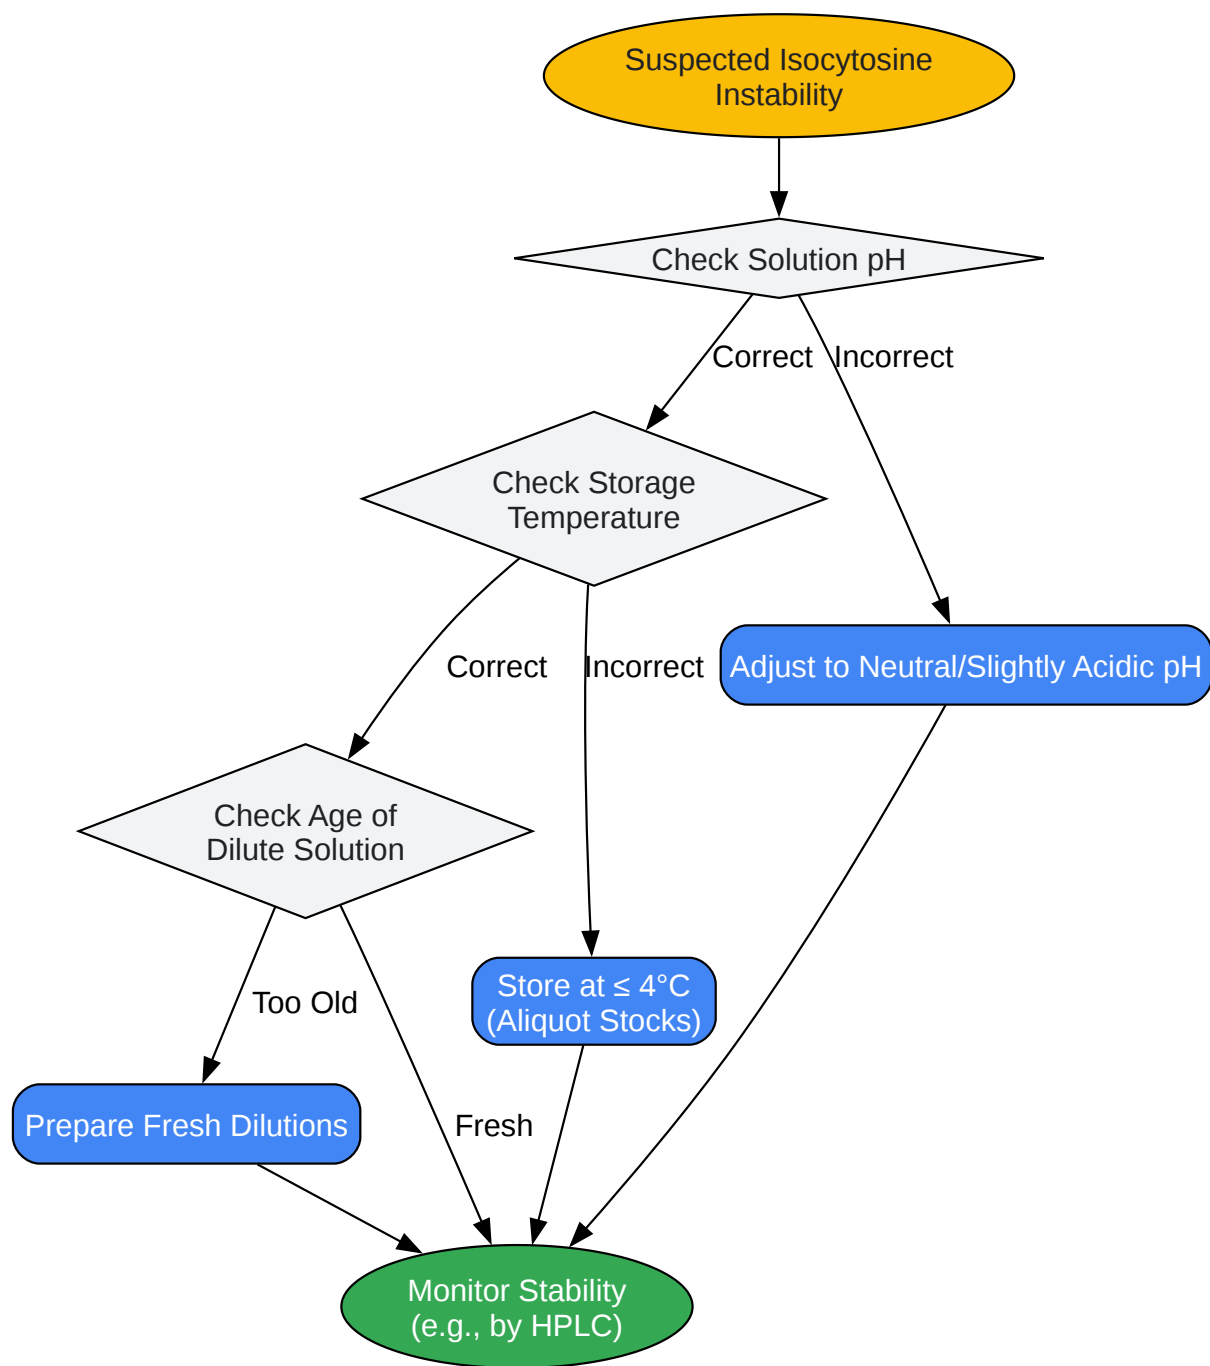 Suspected Isocytosine
Instability
Check Solution pH
Correct
Incorrect
Check Storage
Temperature
Correct
Incorrect
Adjust to Neutral/Slightly Acidic pH
Check Age of
Dilute Solution
Too Old
Store at ≤ 4°C
(Aliquot Stocks)
Prepare Fresh Dilutions
Fresh
Monitor Stability
(e.g., by HPLC)